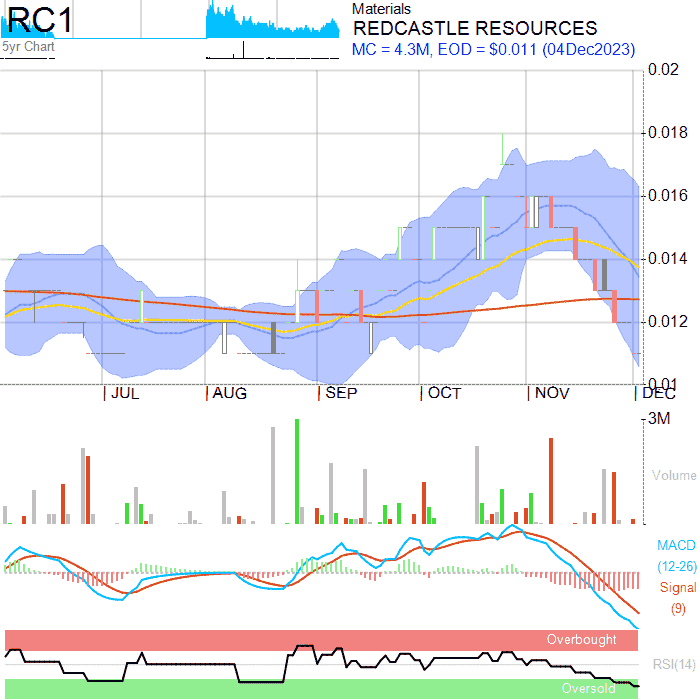 RC1
Materials
REDCASTLE RESOURCES
MC = 4.3M, EOD = $0.011 (04Dec2023)
5yr Chart
0.02
0.018
0.016
0.014
0.012
0.01
JUL
AUG
SEP
OCT
NOV
DEC
3M
Volume
MACD
(12-26)
Signal
(9)
Overbought
RSI(14)
Oversold